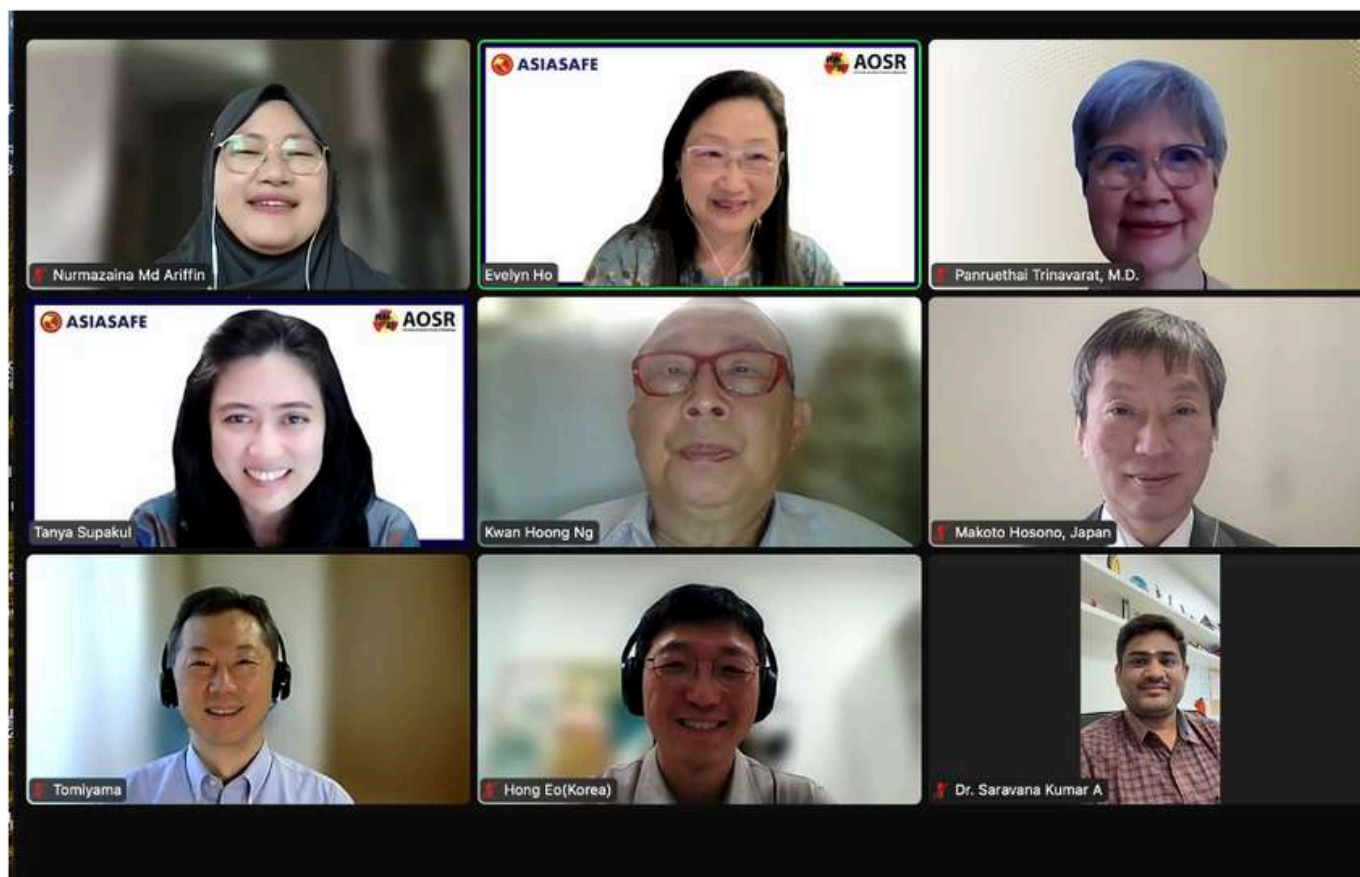 ASIASAFE
AOSR
Nurmazaina Md Ariffin
Evelyn Ho
Panruethai Trinavarat, M.D.
ASIASAFE
AOSR
Tanya Supakul
Kwan Hoong Ng
Makoto Hosono, Japan
Tomiyama
Hong Eo(Korea)
Dr. Saravana Kumar A